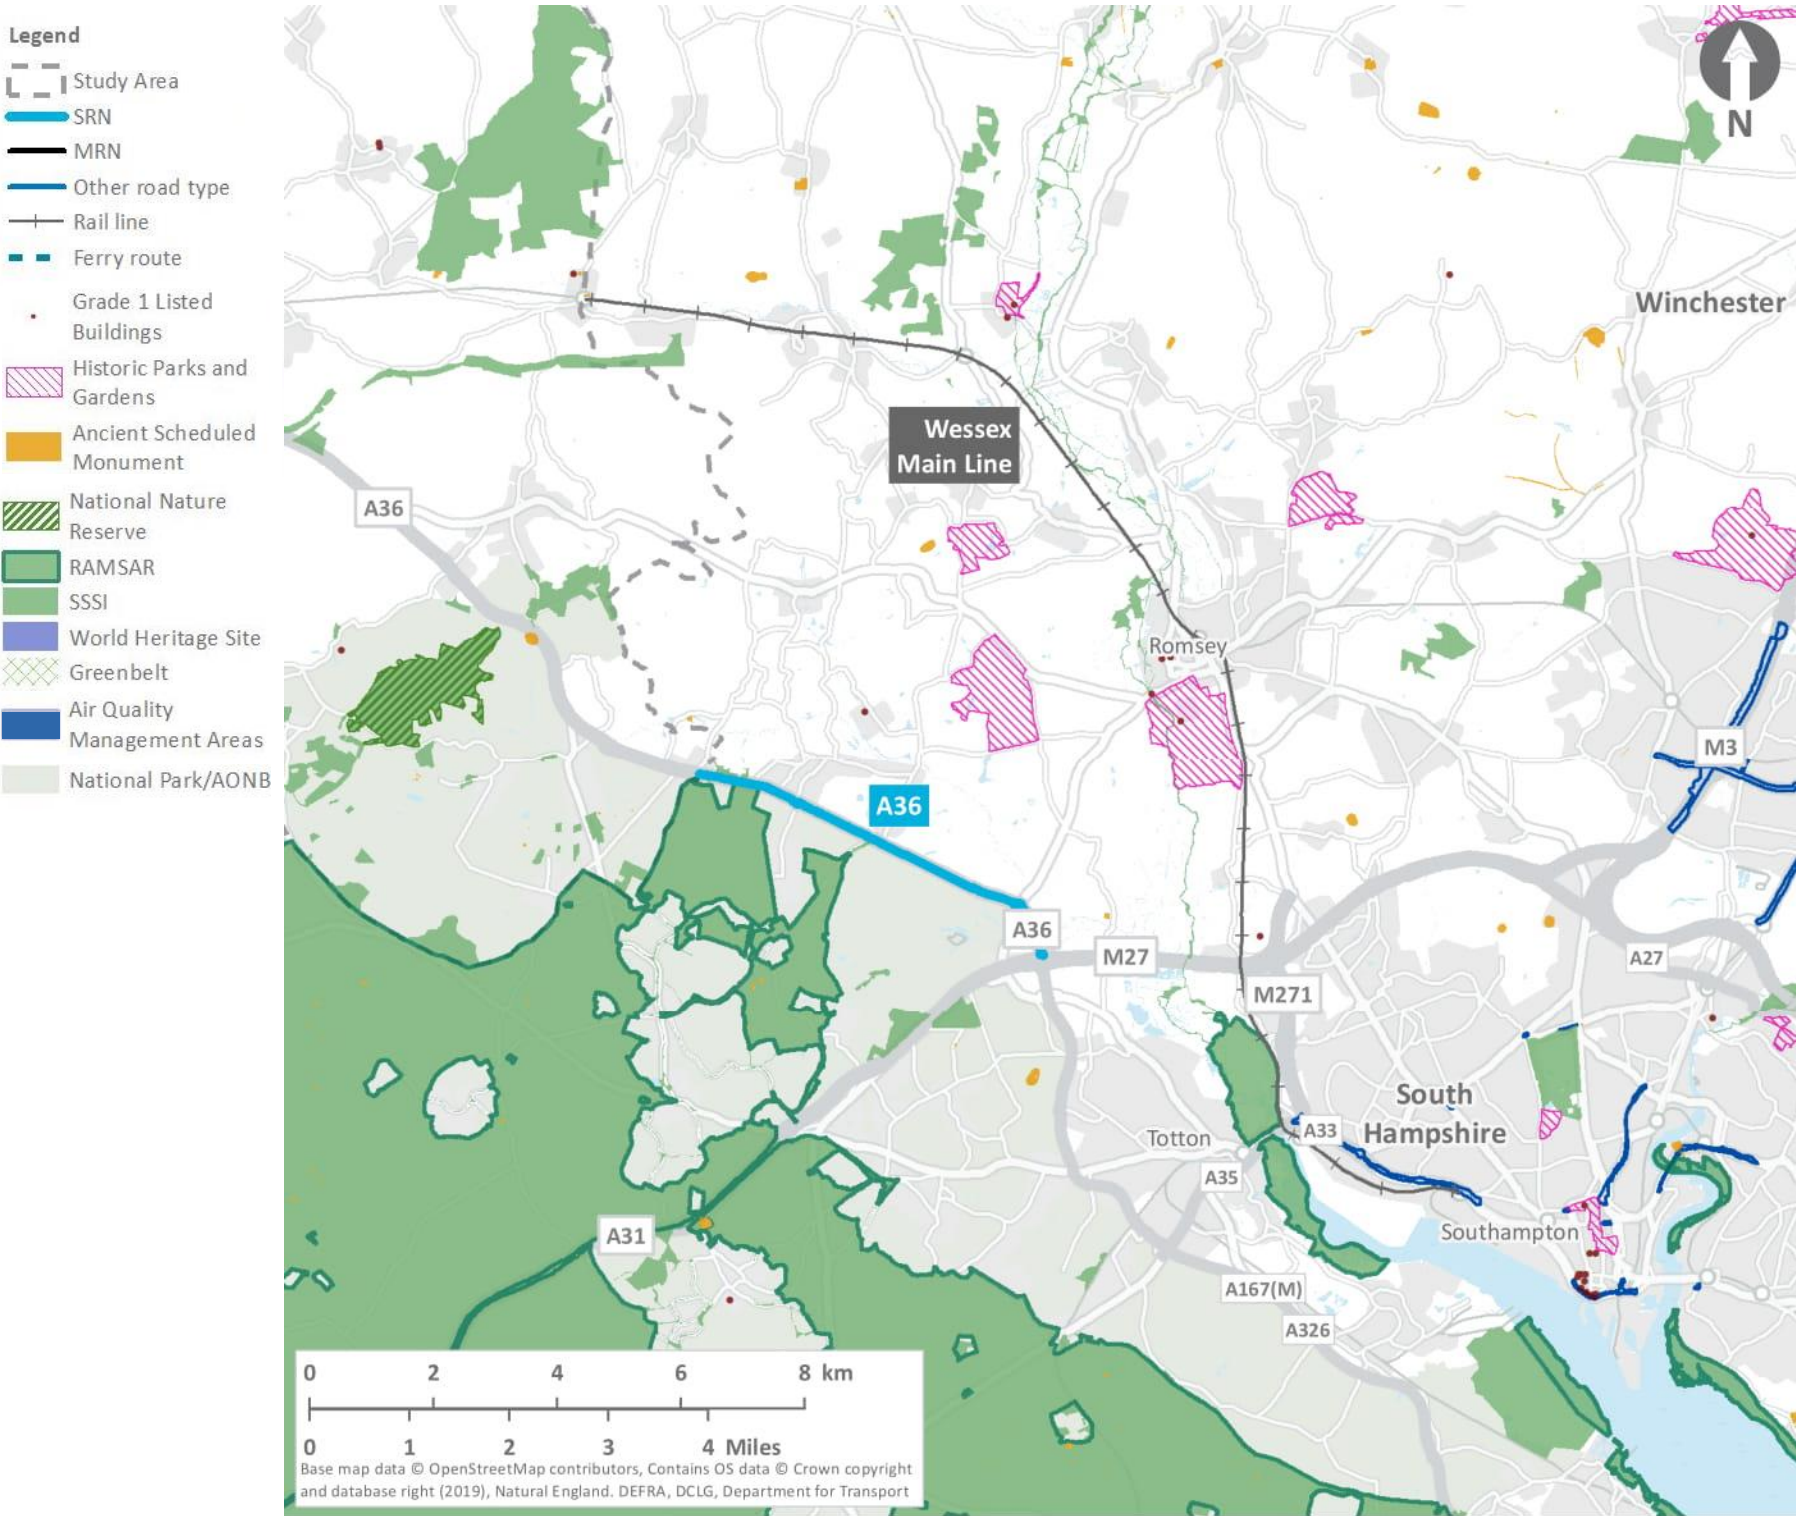 Legend
Study Area
SRN
MRN
Other road type
Rail line
Ferry route
Grade 1 Listed
Buildings
Historic Parks and
Gardens
Ancient Scheduled
Monument
National Nature
Reserve
RAMSAR
SSSI
World Heritage Site
Greenbelt
Air Quality
Management Areas
National Park/AONB
N
Winchester
Wessex
Main Line
A36
Romsey
M3
A36
A36
M27
A27
M271
South
Hampshire
A33
Totton
A35
Southampton
A31
A167(M)
A326
0 2 4 6 8 km
0 1 2 3 4 Miles
Base map data © OpenStreetMap contributors, Contains OS data © Crown copyright
and database right (2019), Natural England. DEFRA, DCLG, Department for Transport